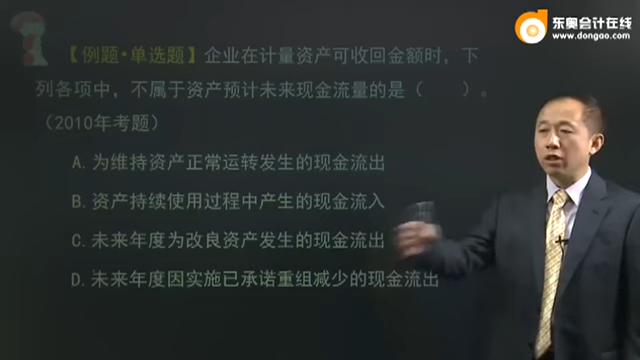 东奥会计在线
www.dongao.com
【例题·单选题】企业在计量资产可收回金额时，下
列各项中，不属于资产预计未来现金流量的是（　　）。
（2010年考题）
A.为维持资产正常运转发生的现金流出
B.资产持续使用过程中产生的现金流入
C.未来年度为改良资产发生的现金流出
D.未来年度因实施已承诺重组减少的现金流出